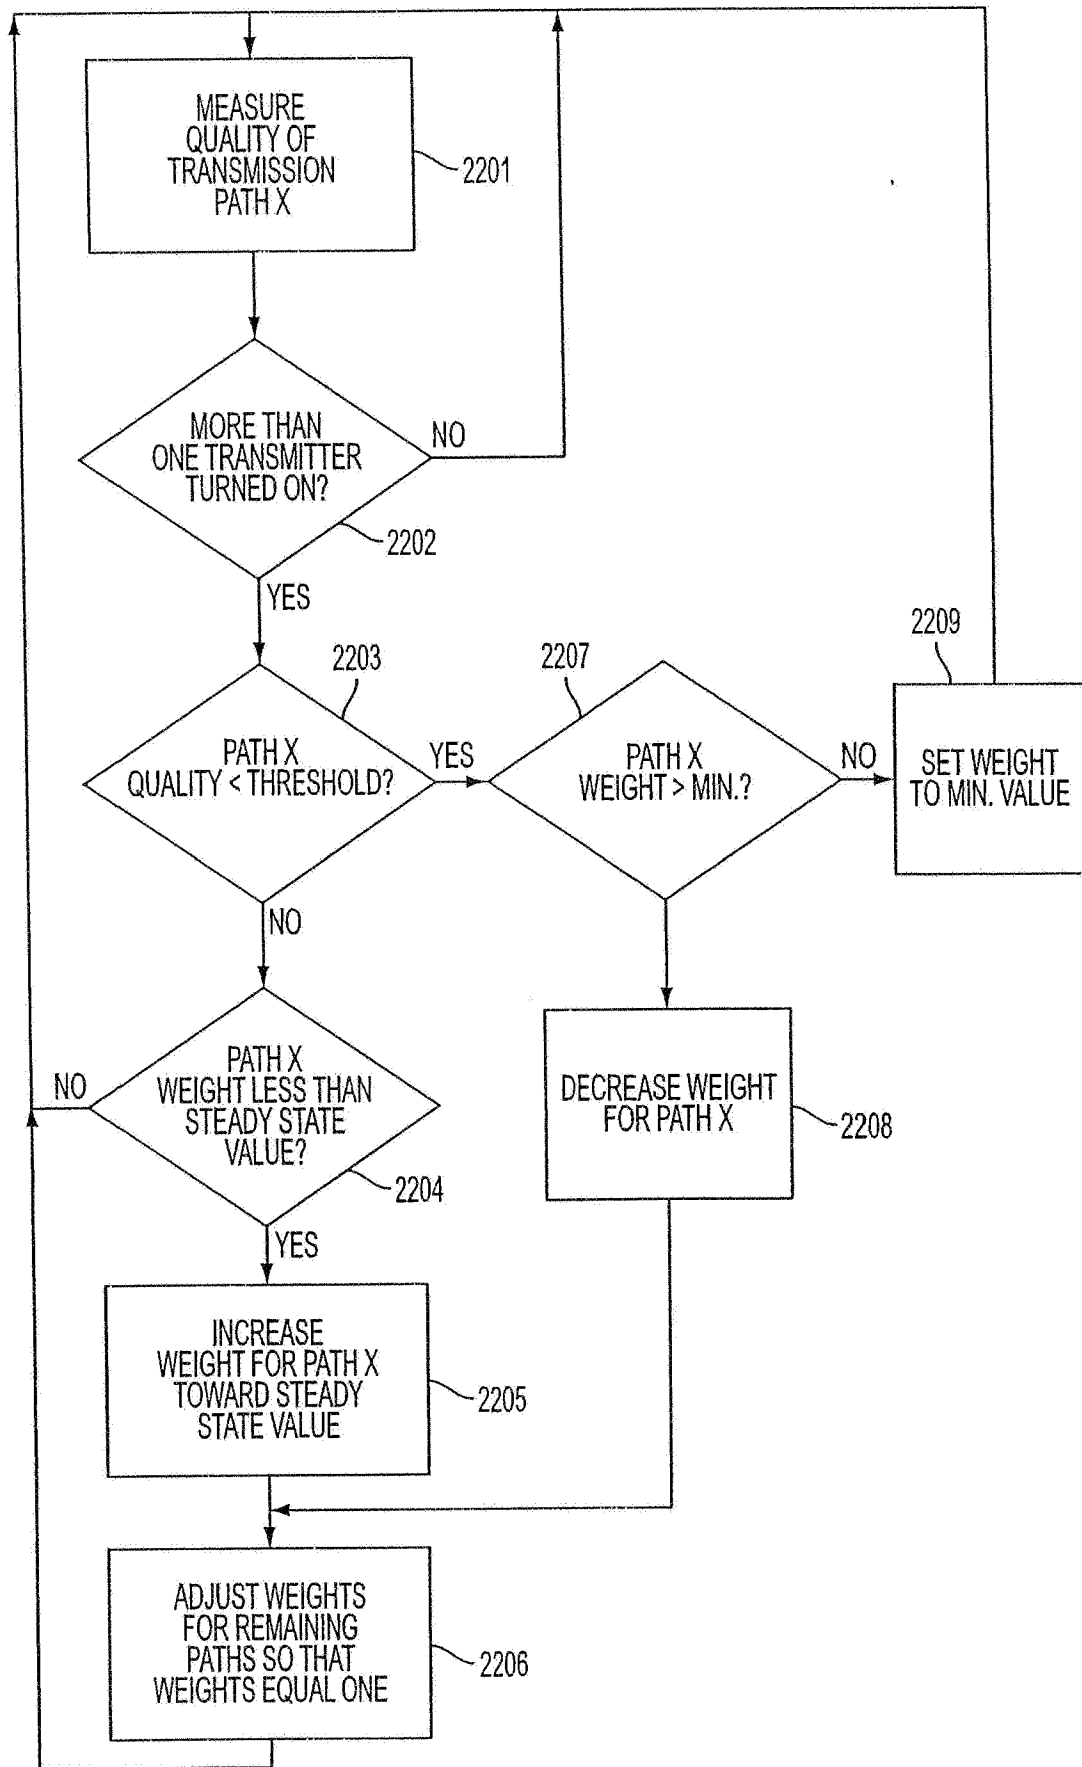 MEASURE
QUALITY OF
TRANSMISSION
PATH X
2201
MORE THAN
ONE TRANSMITTER
TURNED ON?
NO
2202
YES
2203
PATH X
QUALITY < THRESHOLD?
YES
2207
PATH X
WEIGHT > MIN.?
NO
2209
SET WEIGHT
TO MIN. VALUE
NO
PATH X
WEIGHT LESS THAN
STEADY STATE
VALUE?
NO
2204
DECREASE WEIGHT
FOR PATH X
2208
YES
INCREASE
WEIGHT FOR PATH X
TOWARD STEADY
STATE VALUE
2205
ADJUST WEIGHTS
FOR REMAINING
PATHS SO THAT
WEIGHTS EQUAL ONE
2206